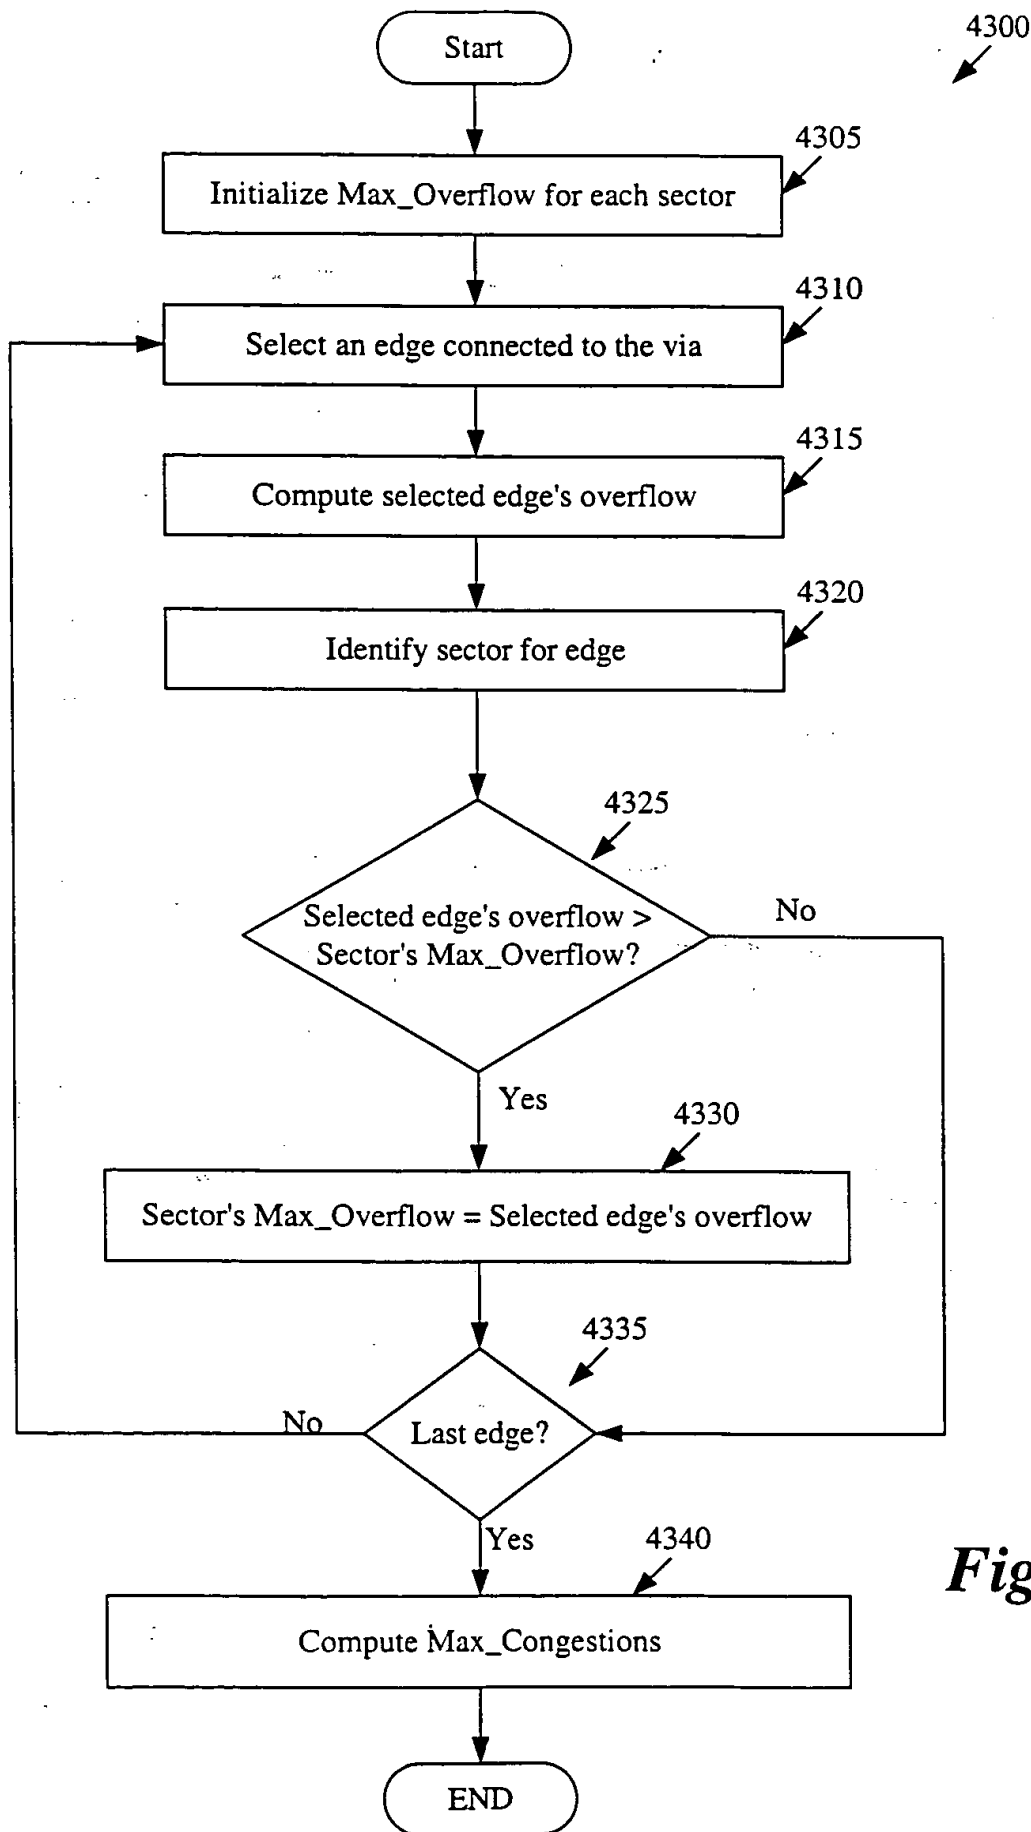 Start
4300
4305
Initialize Max_Overflow for each sector
4310
Select an edge connected to the via
4315
Compute selected edge's overflow
4320
Identify sector for edge
4325
Selected edge's overflow >
Sector's Max_Overflow?
No
Yes
4330
Sector's Max_Overflow = Selected edge's overflow
4335
Last edge?
No
Yes
4340
Compute Max_Congestions
Fig
END